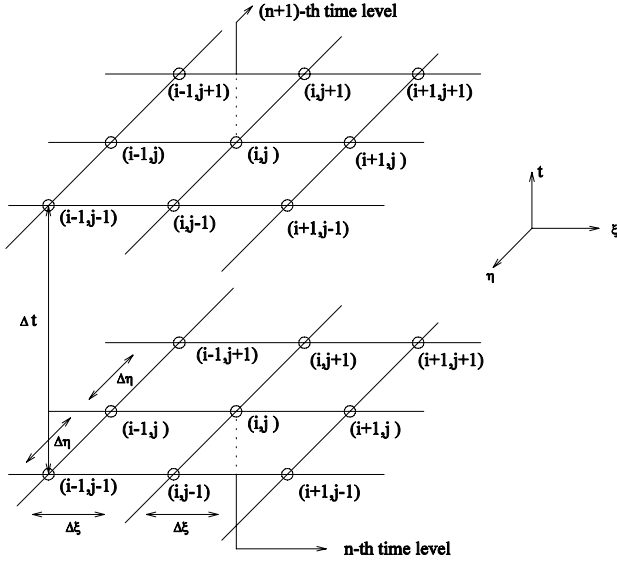 (n+1)-th time level
(i-1,j+1) (i,j+1) (i+1,j+1)
(i-1,j) (i,j ) (i+1,j )
(i-1,j-1) (i,j-1) (i+1,j-1)
t
ξ
η
Δ t
(i-1,j+1) (i,j+1) (i+1,j+1)
Δη
(i-1,j ) (i,j ) (i+1,j )
Δη
(i-1,j-1) (i,j-1) (i+1,j-1)
Δξ Δξ
n-th time level